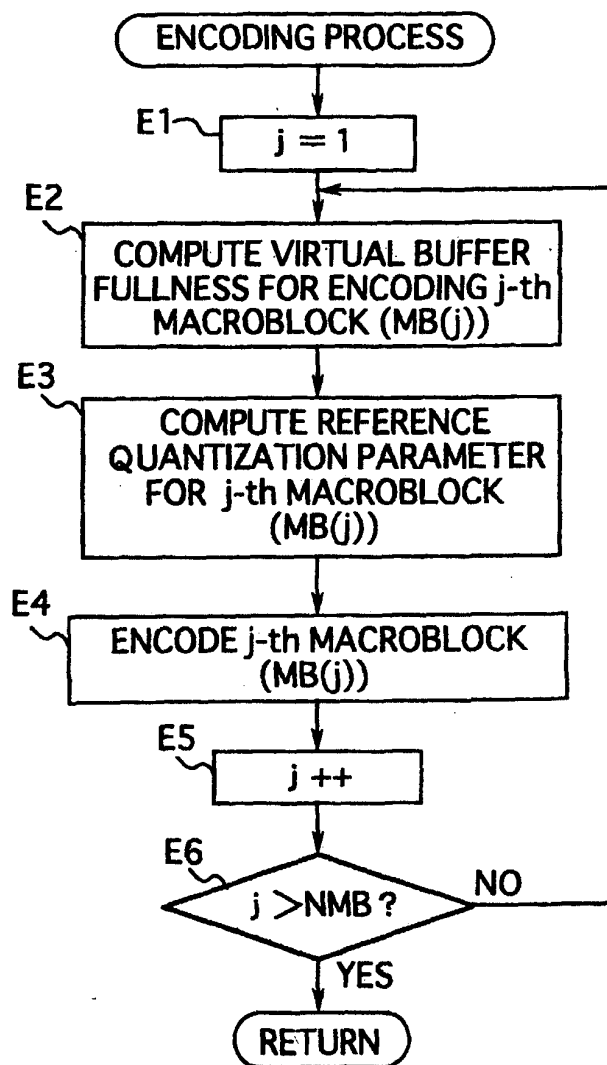 ENCODING PROCESS
E1
j = 1
E2
COMPUTE VIRTUAL BUFFER
FULLNESS FOR ENCODING j-th
MACROBLOCK (MB(j))
E3
COMPUTE REFERENCE
QUANTIZATION PARAMETER
FOR j-th MACROBLOCK
(MB(j))
E4
ENCODE j-th MACROBLOCK
(MB(j))
E5
j ++
E6
j >NMB ?
NO
YES
RETURN